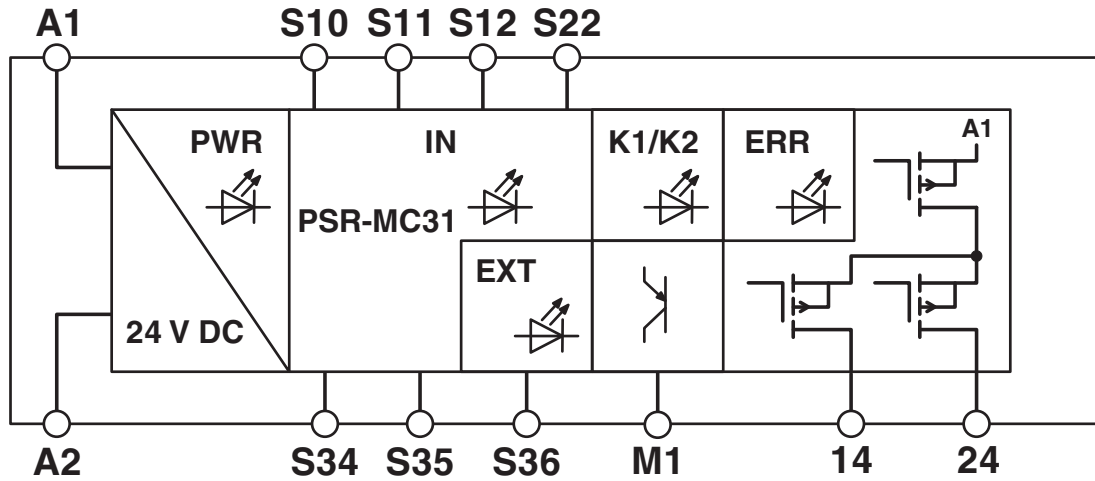 A1 S10 S11 S12 S22
PWR IN K1/K2 ERR A1
PSR-MC31
EXT
24 V DC
A2 S34 S35 S36 M1 14 24